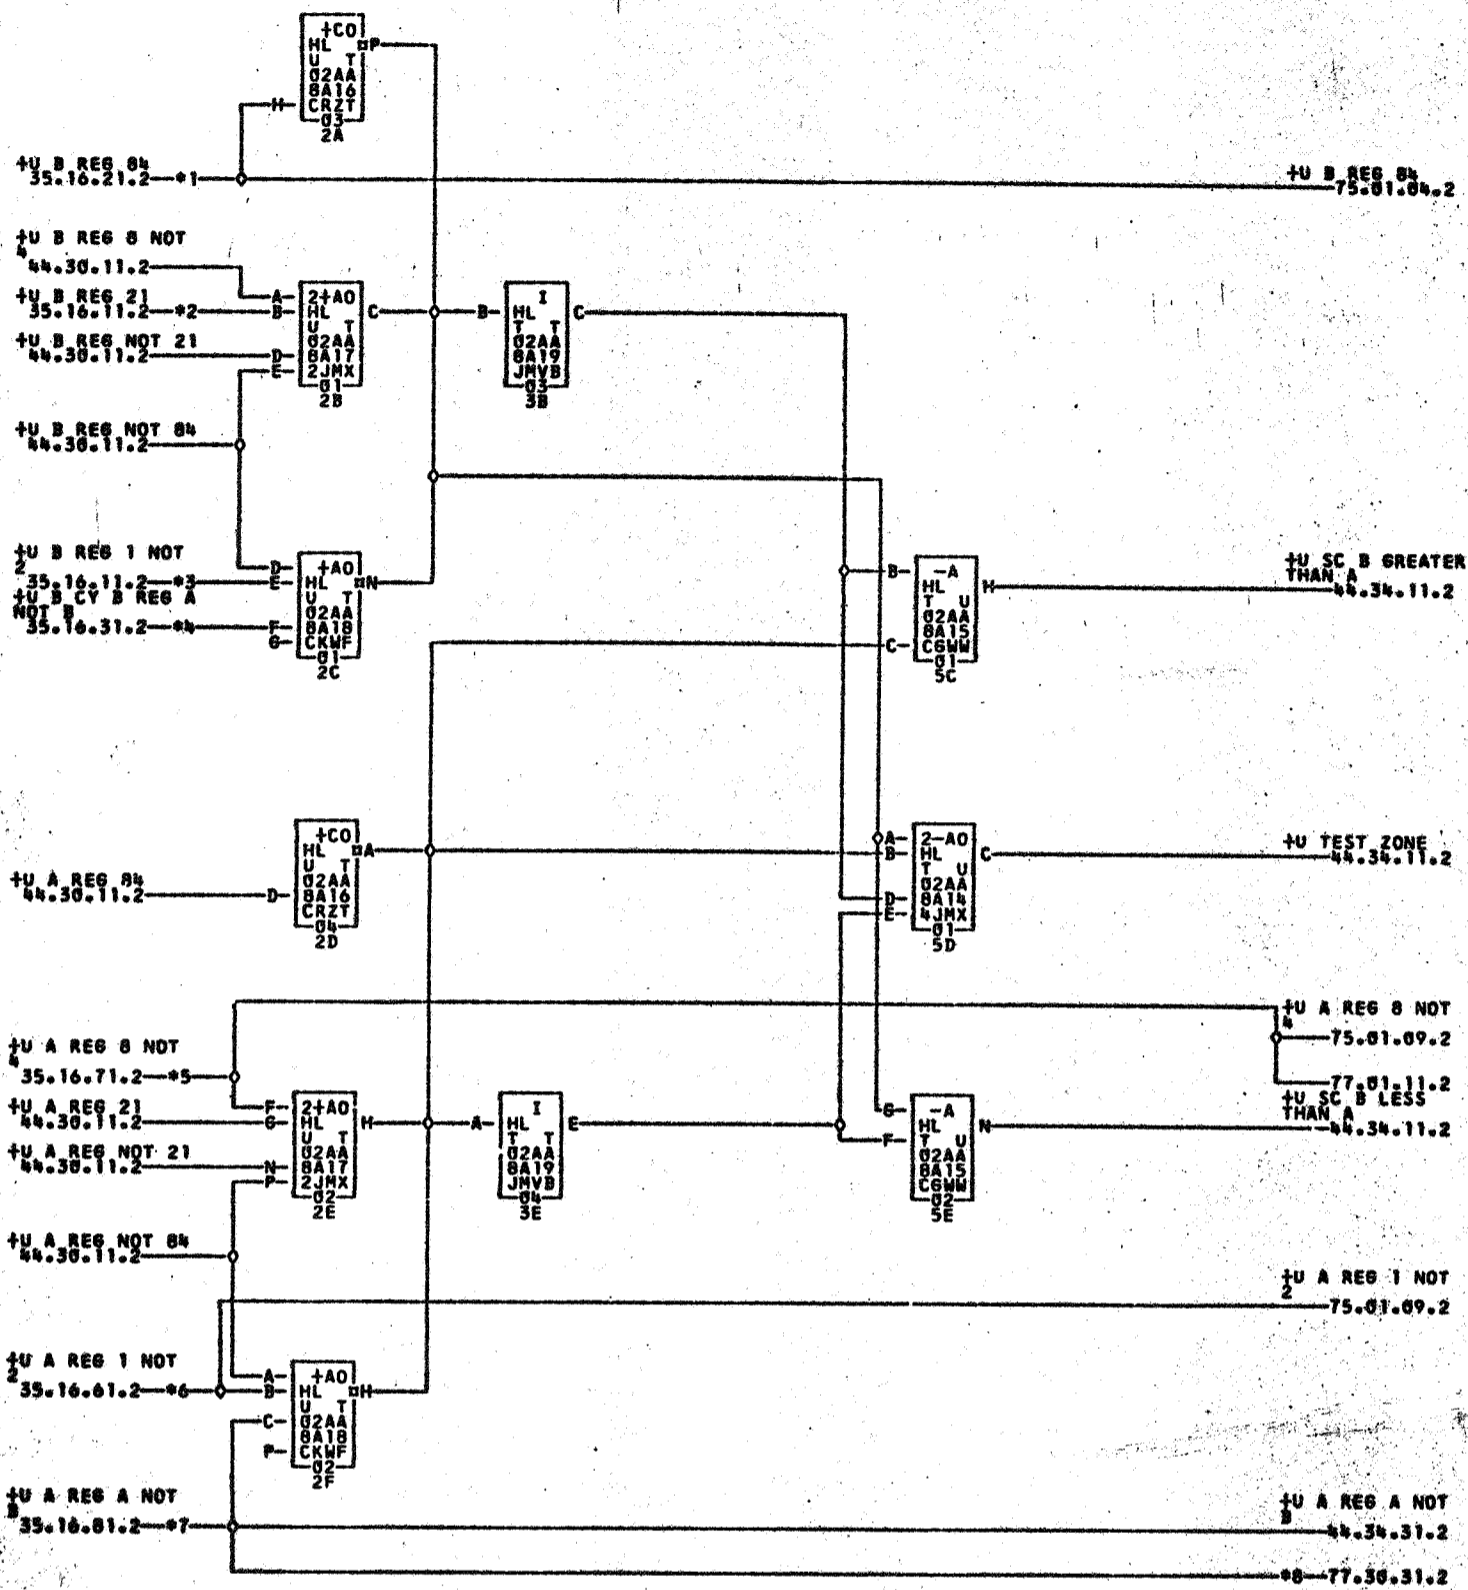 +CO
HL ¤P
U T
02AA
8A16
H CRZT
03
2A
+U B REG 84
35.16.21.2 *1
+U B REG 84
75.01.04.2
+U B REG 8 NOT
4
44.30.11.2
+U B REG 21
35.16.11.2 *2
+U B REG NOT 21
44.30.11.2
A 2+AO
B HL C
U T
02AA
D 8A17
E 2JMX
01
2B
I
B HL C
T T
02AA
8A19
JMVB
03
3B
+U B REG NOT 84
44.30.11.2
+U B REG 1 NOT
2
35.16.11.2 *3
+U B CY B REG A
NOT B
35.16.31.2 *4
D +AO
E HL ¤N
U T
02AA
F 8A18
G CKWF
01
2C
B -A
HL H
T U
02AA
8A15
C CGWW
01
5C
+U SC B GREATER
THAN A
44.34.11.2
+CO
HL ¤A
U T
02AA
D 8A16
CRZT
04
2D
+U A REG 84
44.30.11.2
A 2-AO
B HL C
T U
02AA
D 8A14
E 4JMX
01
5D
+U TEST ZONE
44.34.11.2
+U A REG 8 NOT
4
75.01.09.2
77.01.11.2
+U A REG 8 NOT
4
35.16.71.2 *5
+U A REG 21
44.30.11.2
+U A REG NOT 21
44.30.11.2
F 2+AO
G HL H
U T
02AA
N 8A17
P 2JMX
02
2E
I
A HL E
T T
02AA
8A19
JMVB
04
3E
G -A
HL N
F T U
02AA
8A15
CGWW
02
5E
+U SC B LESS
THAN A
44.34.11.2
+U A REG NOT 84
44.30.11.2
+U A REG 1 NOT
2
75.01.09.2
+U A REG 1 NOT
2
35.16.61.2 *6
A +AO
B HL ¤H
U T
C 02AA
8A18
P CKWF
02
2F
+U A REG A NOT
B
35.16.81.2 *7
+U A REG A NOT
B
44.34.31.2
*8 77.30.31.2